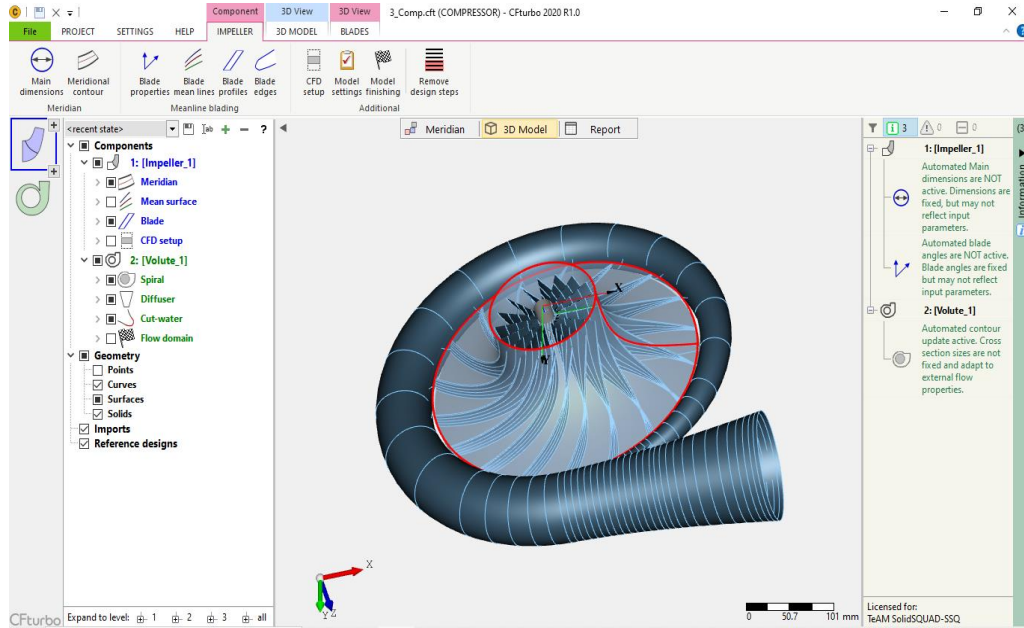 Component 3D View 3D View 3_Comp.cft (COMPRESSOR) - CFturbo 2020 R1.0
File PROJECT SETTINGS HELP IMPELLER 3D MODEL BLADES
Main dimensions
Meridional contour
Blade properties
Blade mean lines
Blade profiles
Blade edges
CFD setup
Model settings
Model finishing
Remove design steps
Meridian Meanline blading Additional
<recent state>
?
Meridian 3D Model Report
Components
1: [Impeller_1]
Meridian
Mean surface
Blade
CFD setup
2: [Volute_1]
Spiral
Diffuser
Cut-water
Flow domain
Geometry
Points
Curves
Surfaces
Solids
Imports
Reference designs
X
Y
X
Y Z
0 50.7 101 mm
CFturbo
Expand to level: 1 2 3 all
3 0 0
1: [Impeller_1]
Automated Main
dimensions are NOT
active. Dimensions are
fixed, but may not
reflect input
parameters.
Automated blade
angles are NOT active.
Blade angles are fixed
but may not reflect
input parameters.
2: [Volute_1]
Automated contour
update active. Cross
section sizes are not
fixed and adapt to
external flow
properties.
Licensed for:
TeAM SolidSQUAD-SSQ
(3
Information